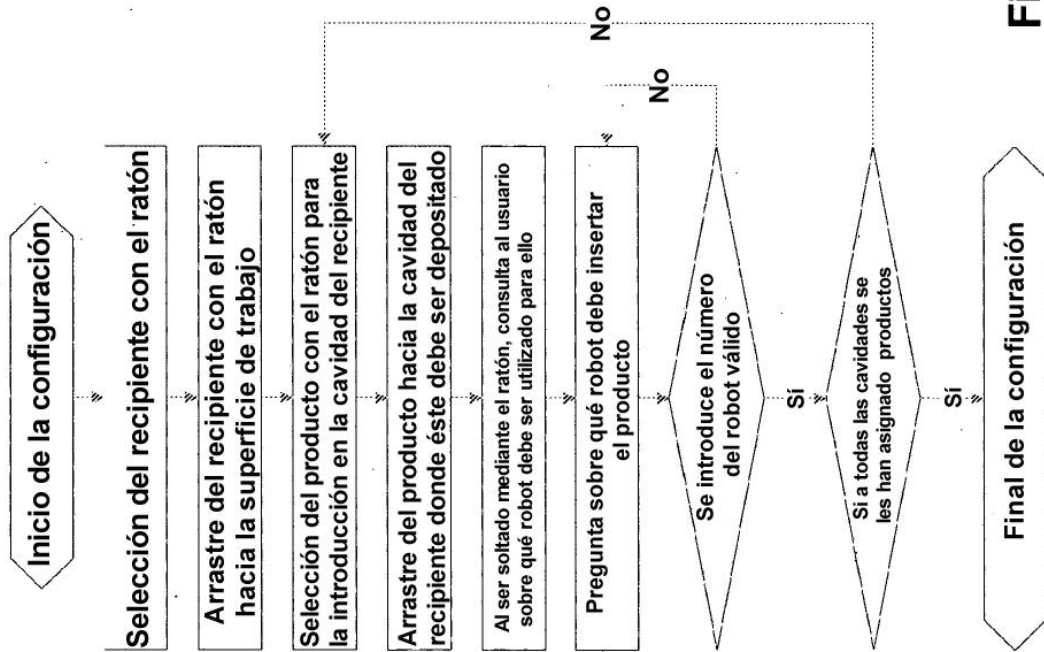 Inicio de la configuración
Selección del recipiente con el ratón
Arrastre del recipiente con el ratón
hacia la superficie de trabajo
Selección del producto con el ratón para
la introducción en la cavidad del recipiente
Arrastre del producto hacia la cavidad del
recipiente donde éste debe ser depositado
Al ser soltado mediante el ratón, consulta al usuario
sobre qué robot debe ser utilizado para ello
Pregunta sobre qué robot debe insertar
el producto
Se introduce el número
del robot válido
No
Sí
Si a todas las cavidades se
les han asignado productos
No
Sí
Final de la configuración